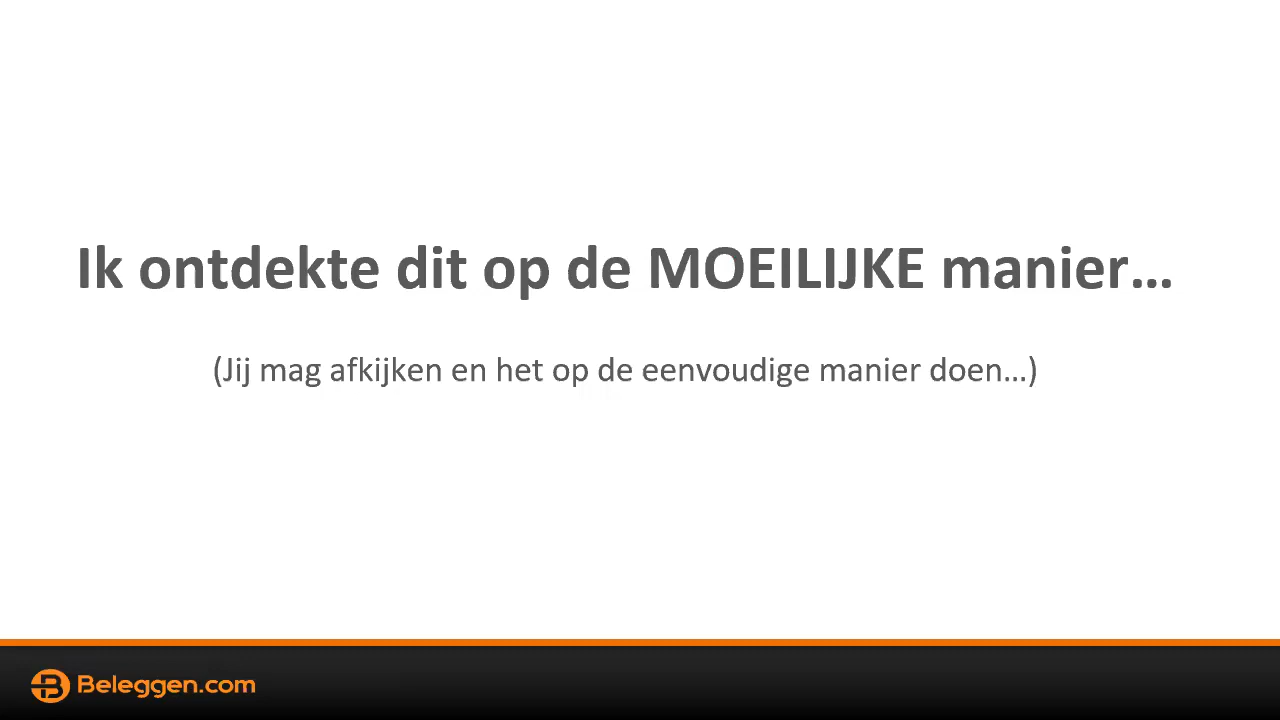 Ik ontdekte dit op de MOEILIJKE manier…
(Jij mag afkijken en het op de eenvoudige manier doen…)
Beleggen.com